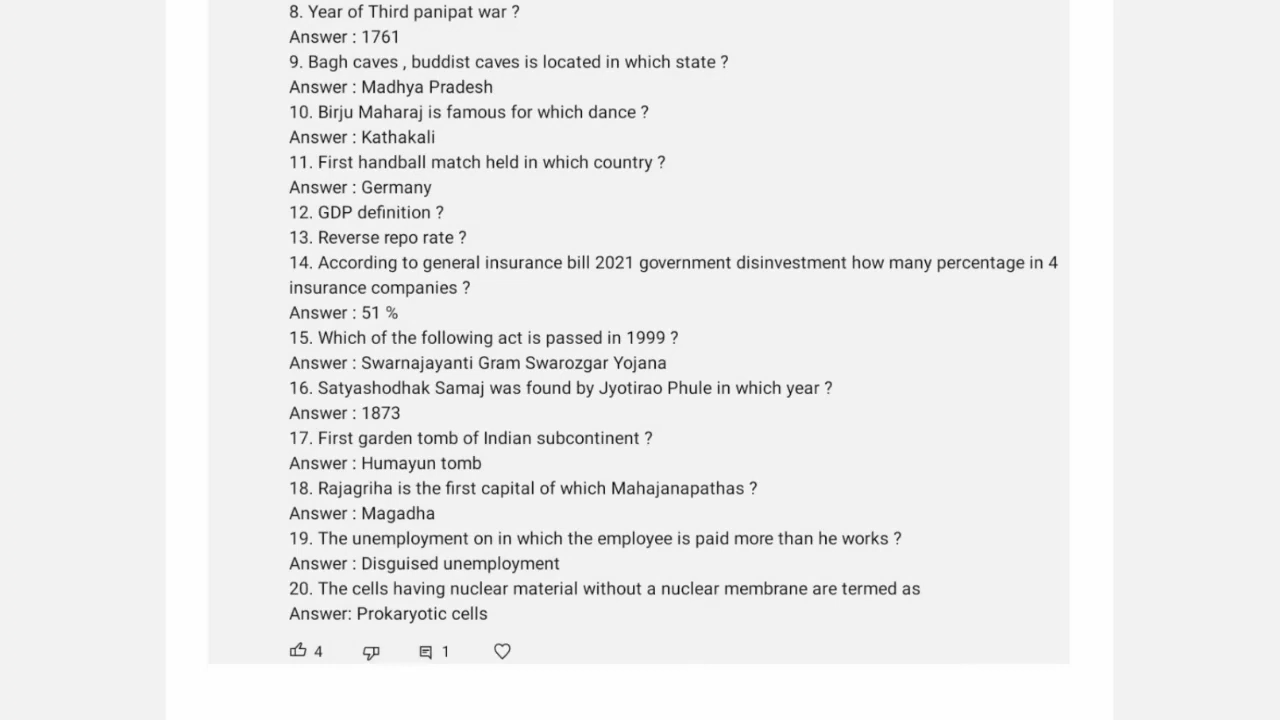 8. Year of Third panipat war ?
Answer : 1761
9. Bagh caves , buddist caves is located in which state ?
Answer : Madhya Pradesh
10. Birju Maharaj is famous for which dance ?
Answer : Kathakali
11. First handball match held in which country ?
Answer : Germany
12. GDP definition ?
13. Reverse repo rate ?
14. According to general insurance bill 2021 government disinvestment how many percentage in 4
insurance companies ?
Answer : 51 %
15. Which of the following act is passed in 1999 ?
Answer : Swarnajayanti Gram Swarozgar Yojana
16. Satyashodhak Samaj was found by Jyotirao Phule in which year ?
Answer : 1873
17. First garden tomb of Indian subcontinent ?
Answer : Humayun tomb
18. Rajagriha is the first capital of which Mahajanapathas ?
Answer : Magadha
19. The unemployment on in which the employee is paid more than he works ?
Answer : Disguised unemployment
20. The cells having nuclear material without a nuclear membrane are termed as
Answer: Prokaryotic cells
4 1